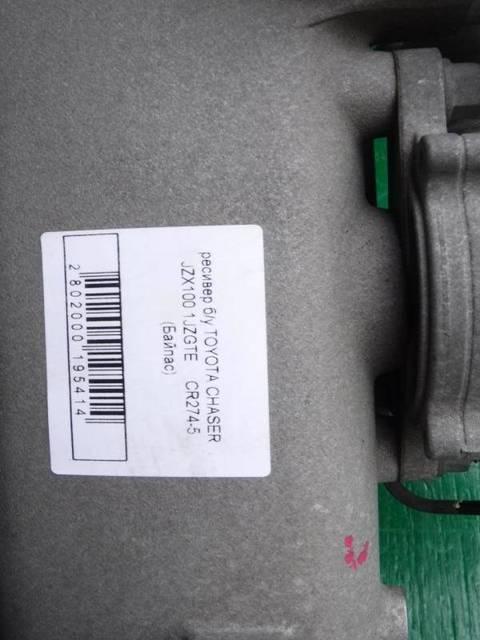 ресивер б/у TOYOTA CHASER
JZX100 1JZGTE CR274-5
(Байпас)
2802000195414